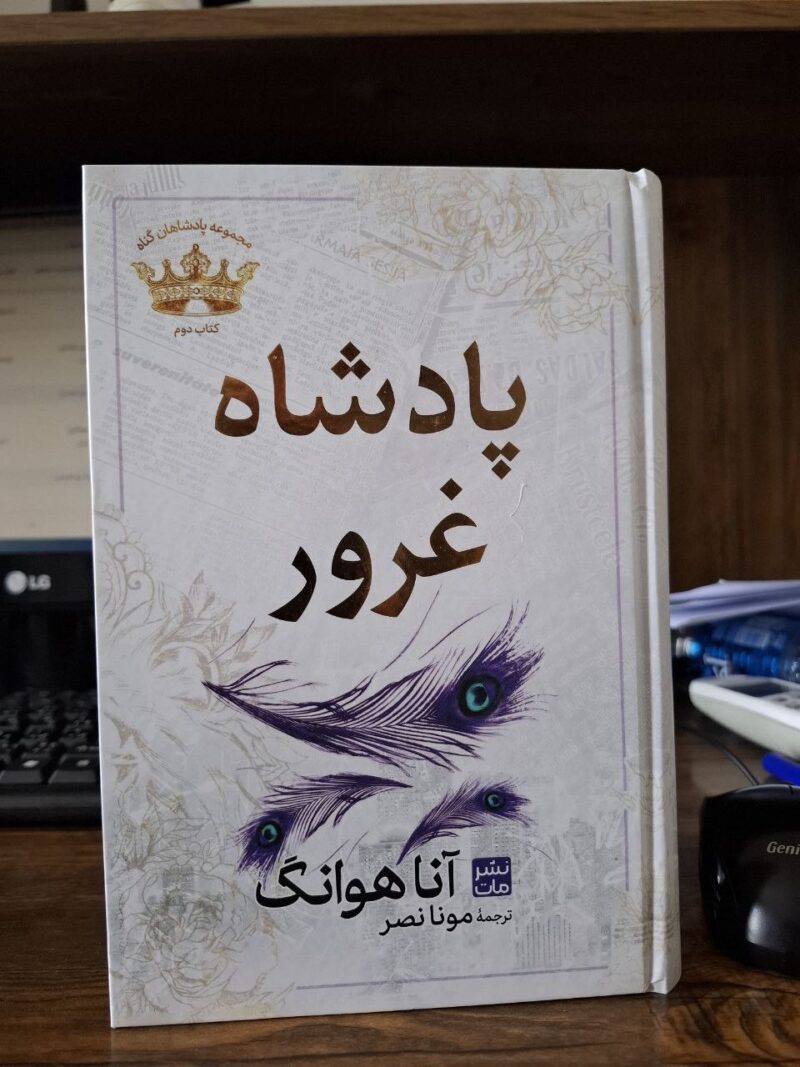 مجموعه پادشاهان گناه
کتاب دوم
پادشاه
غرور
نشر
مات
آنا هوانگ
ترجمهٔ مونا نصر
LG
Geni